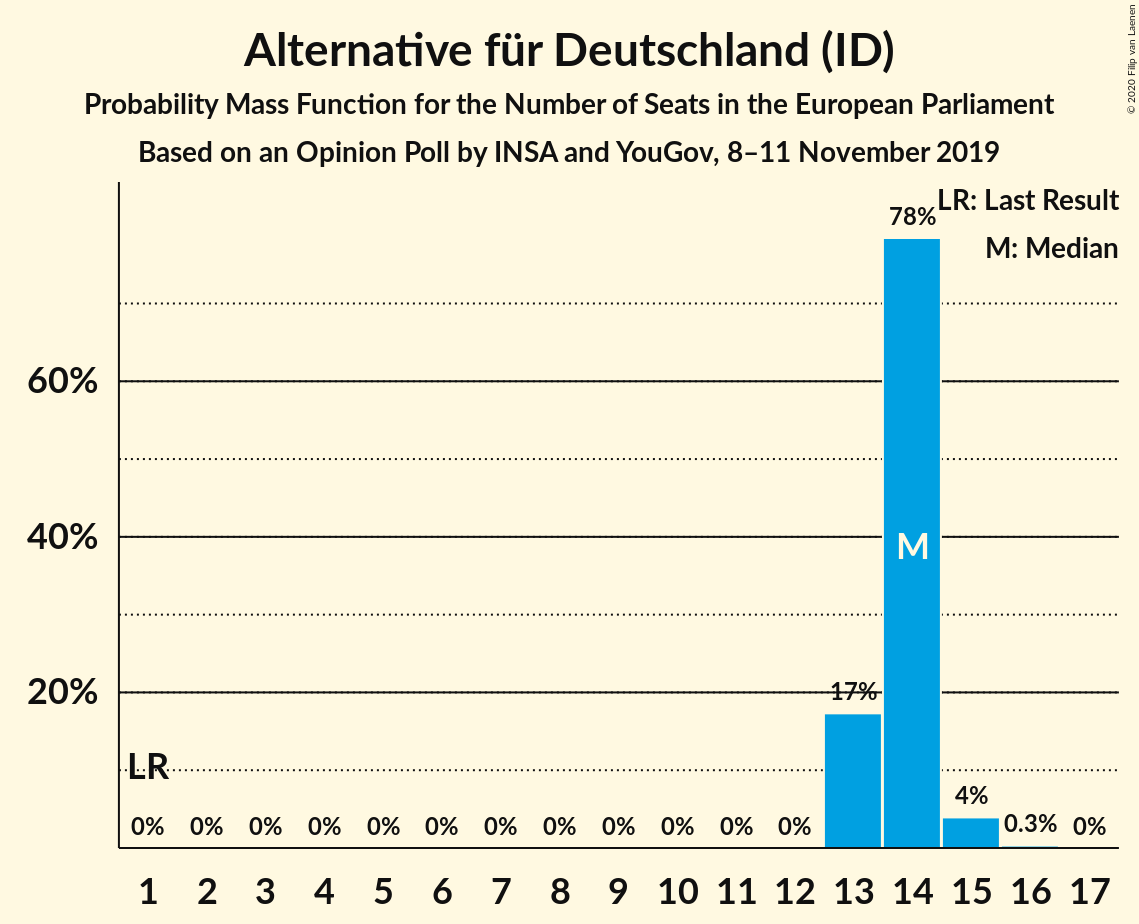 Alternative für Deutschland (ID)
Probability Mass Function for the Number of Seats in the European Parliament
Based on an Opinion Poll by INSA and YouGov, 8–11 November 2019
© 2020 Filip van Laenen
LR: Last Result
M: Median
78%
60%
40%
M
20%
17%
LR
4%
0% 0% 0% 0% 0% 0% 0% 0% 0% 0% 0% 0% 0.3% 0%
1 2 3 4 5 6 7 8 9 10 11 12 13 14 15 16 17